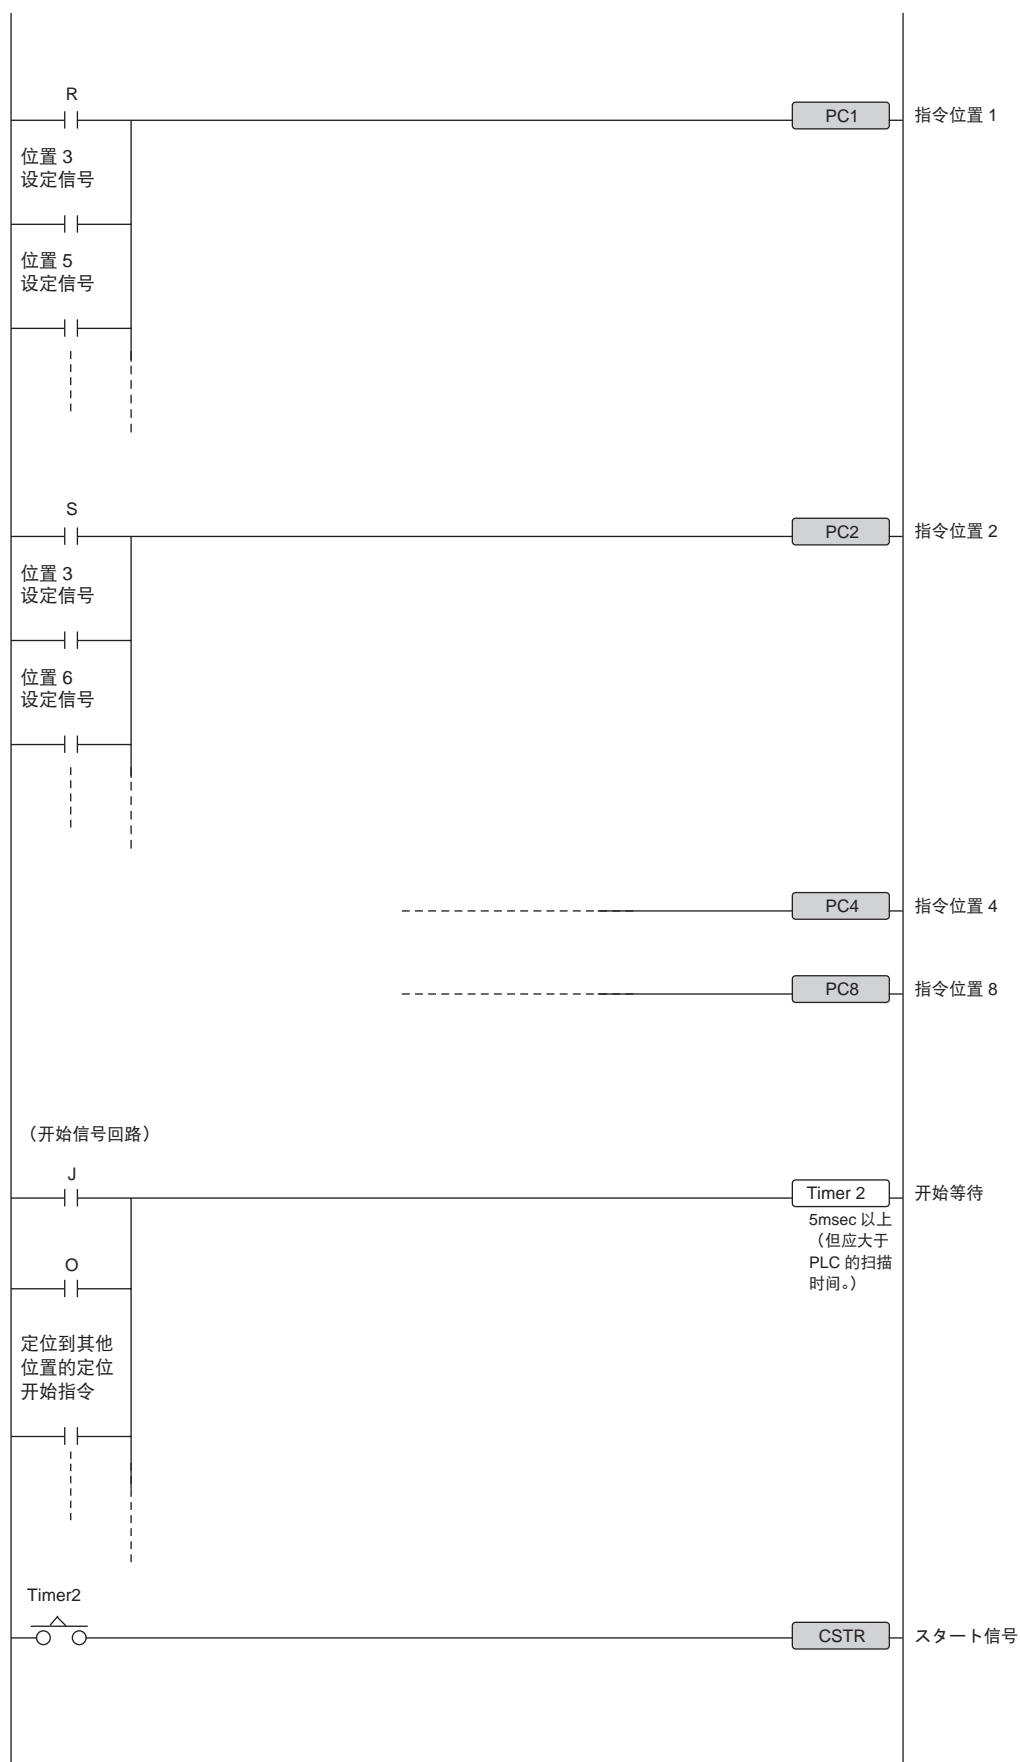 R
PC1
指令位置 1
位置 3
设定信号
位置 5
设定信号
S
PC2
指令位置 2
位置 3
设定信号
位置 6
设定信号
PC4
指令位置 4
PC8
指令位置 8
（开始信号回路）
J
Timer 2
开始等待
5msec 以上
（但应大于
PLC 的扫描
时间。）
O
定位到其他
位置的定位
开始指令
Timer2
CSTR
スタート信号